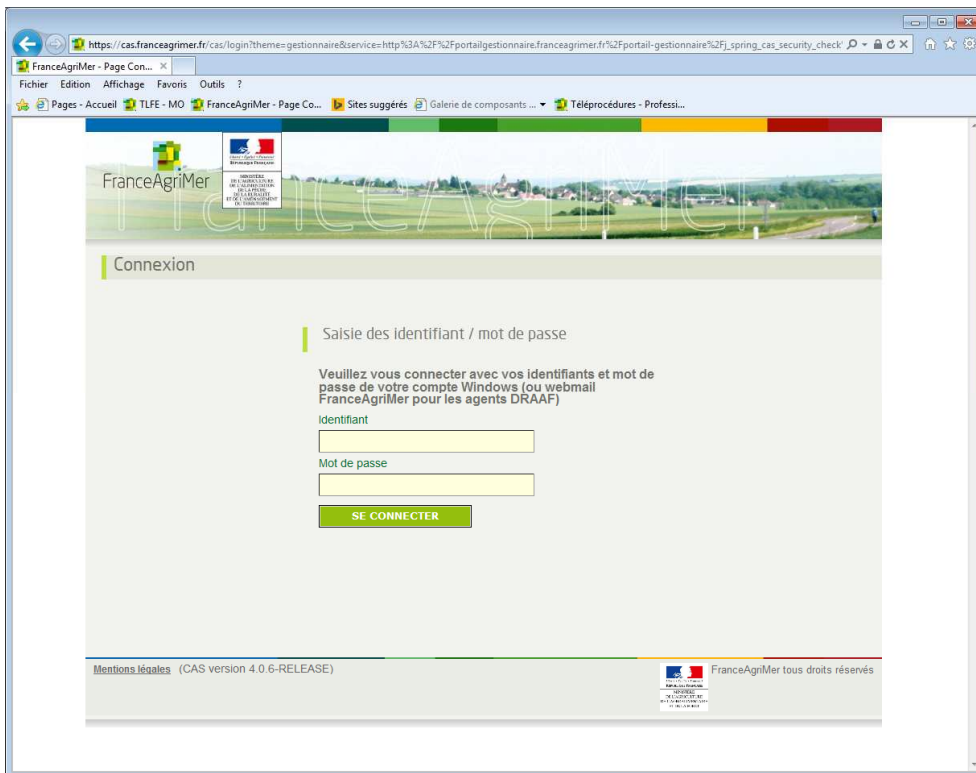 https://cas.franceagrimer.fr/cas/login?theme=gestionnaire&service=http%3A%2F%2Fportailgestionnaire.franceagrimer.fr%2Fportail-gestionnaire%2Fj_spring_cas_security_check'
FranceAgriMer - Page Con...
Fichier Edition Affichage Favoris Outils ?
Pages - Accueil TLFE - MO FranceAgriMer - Page Co... Sites suggérés Galerie de composants ... Téléprocédures - Professi...
FranceAgriMer
FranceAgriMer
Connexion
Saisie des identifiant / mot de passe
Veuillez vous connecter avec vos identifiants et mot de
passe de votre compte Windows (ou webmail
FranceAgriMer pour les agents DRAAF)
Identifiant
Mot de passe
SE CONNECTER
Mentions légales (CAS version 4.0.6-RELEASE)
FranceAgriMer tous droits réservés